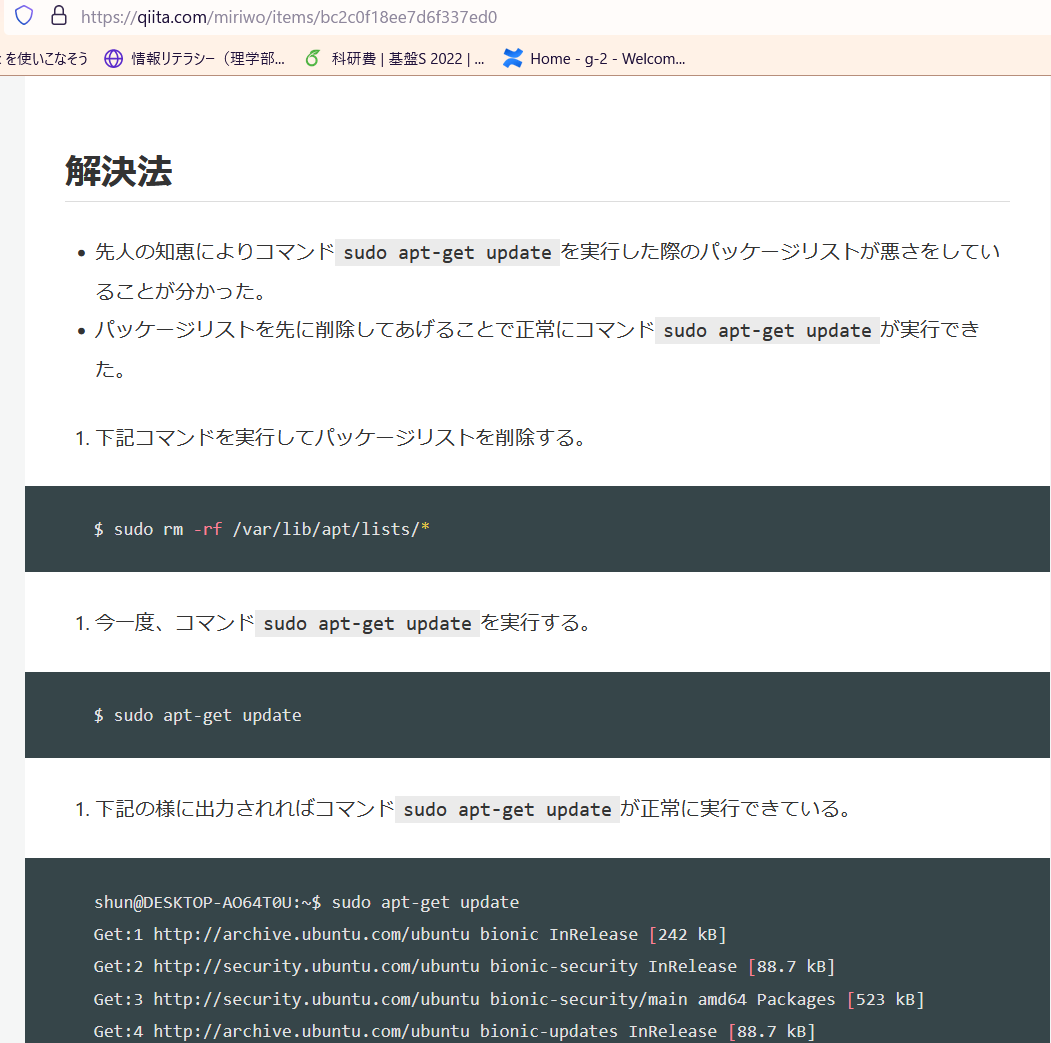 https://qiita.com/miriwo/items/bc2c0f18ee7d6f337ed0
を使いこなそう 情報リテラシー（理学部... 科研費 | 基盤S 2022 | ... Home - g-2 - Welcom...
解決法
• 先人の知恵によりコマンド sudo apt-get update を実行した際のパッケージリストが悪さをしてい
ることが分かった。
• パッケージリストを先に削除してあげることで正常にコマンド sudo apt-get update が実行でき
た。
1. 下記コマンドを実行してパッケージリストを削除する。
$ sudo rm -rf /var/lib/apt/lists/*
1. 今一度、コマンド sudo apt-get update を実行する。
$ sudo apt-get update
1. 下記の様に出力されればコマンド sudo apt-get update が正常に実行できている。
shun@DESKTOP-AO64T0U:~$ sudo apt-get update
Get:1 http://archive.ubuntu.com/ubuntu bionic InRelease [242 kB]
Get:2 http://security.ubuntu.com/ubuntu bionic-security InRelease [88.7 kB]
Get:3 http://security.ubuntu.com/ubuntu bionic-security/main amd64 Packages [523 kB]
Get:4 http://archive.ubuntu.com/ubuntu bionic-updates InRelease [88.7 kB]